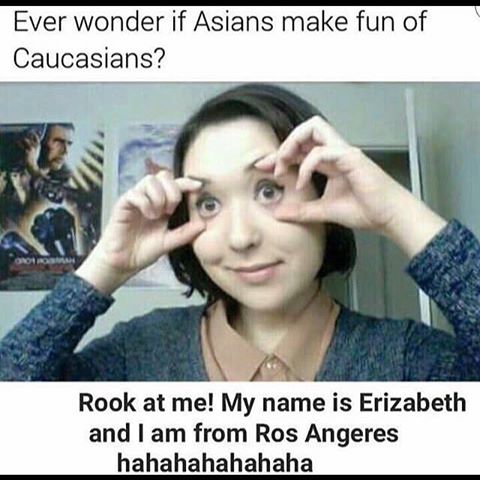 Ever wonder if Asians make fun of
Caucasians?
Rook at me! My name is Erizabeth
and I am from Ros Angeres
hahahahahahaha